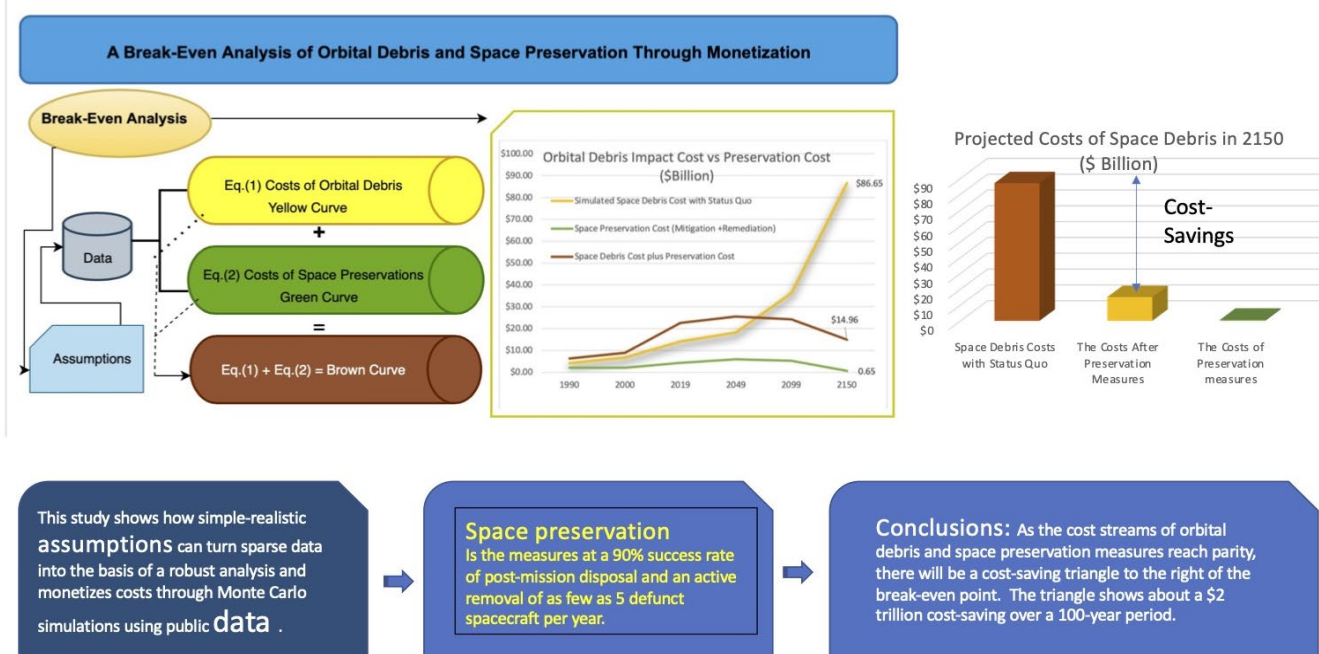 A Break-Even Analysis of Orbital Debris and Space Preservation Through Monetization
Break-Even Analysis
Data
Assumptions
Eq.(1) Costs of Orbital Debris
Yellow Curve
+
Eq.(2) Costs of Space Preservations
Green Curve
=
Eq.(1) + Eq.(2) = Brown Curve
Orbital Debris Impact Cost vs Preservation Cost
($Billion)
$100.00
$90.00
$80.00
$70.00
$60.00
$50.00
$40.00
$30.00
$20.00
$10.00
$0.00
Simulated Space Debris Cost with Status Quo
Space Preservation Cost (Mitigation +Remediation)
Space Debris Cost plus Preservation Cost
$86.65
$14.96
0.65
1990 2000 2019 2049 2099 2150
Projected Costs of Space Debris in 2150
($ Billion)
$90
$80
$70
$60
$50
$40
$30
$20
$10
$0
Cost-
Savings
Space Debris Costs
with Status Quo
The Costs After
Preservation
Measures
The Costs of
Preservation
measures
This study shows how simple-realistic
assumptions can turn sparse data
into the basis of a robust analysis and
monetizes costs through Monte Carlo
simulations using public data .
Space preservation
Is the measures at a 90% success rate
of post-mission disposal and an active
removal of as few as 5 defunct
spacecraft per year.
Conclusions: As the cost streams of orbital
debris and space preservation measures reach parity,
there will be a cost-saving triangle to the right of the
break-even point. The triangle shows about a $2
trillion cost-saving over a 100-year period.